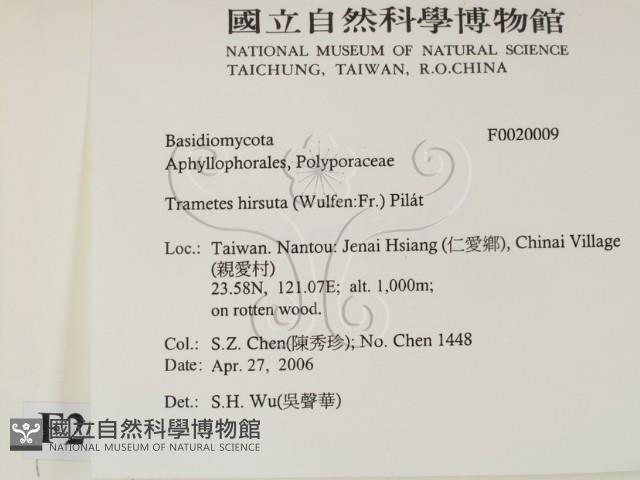 國立自然科學博物館
NATIONAL MUSEUM OF NATURAL SCIENCE
TAICHUNG, TAIWAN, R.O.CHINA
Basidiomycota F0020009
Aphyllophorales, Polyporaceae
Trametes hirsuta (Wulfen:Fr.) Pilát
Loc.: Taiwan. Nantou: Jenai Hsiang (仁愛鄉), Chinai Village
(親愛村)
23.58N, 121.07E; alt. 1,000m;
on rotten wood.
Col.: S.Z. Chen(陳秀珍); No. Chen 1448
Date: Apr. 27, 2006
Det.: S.H. Wu(吳聲華)
F2
國立自然科學博物館
NATIONAL MUSEUM OF NATURAL SCIENCE